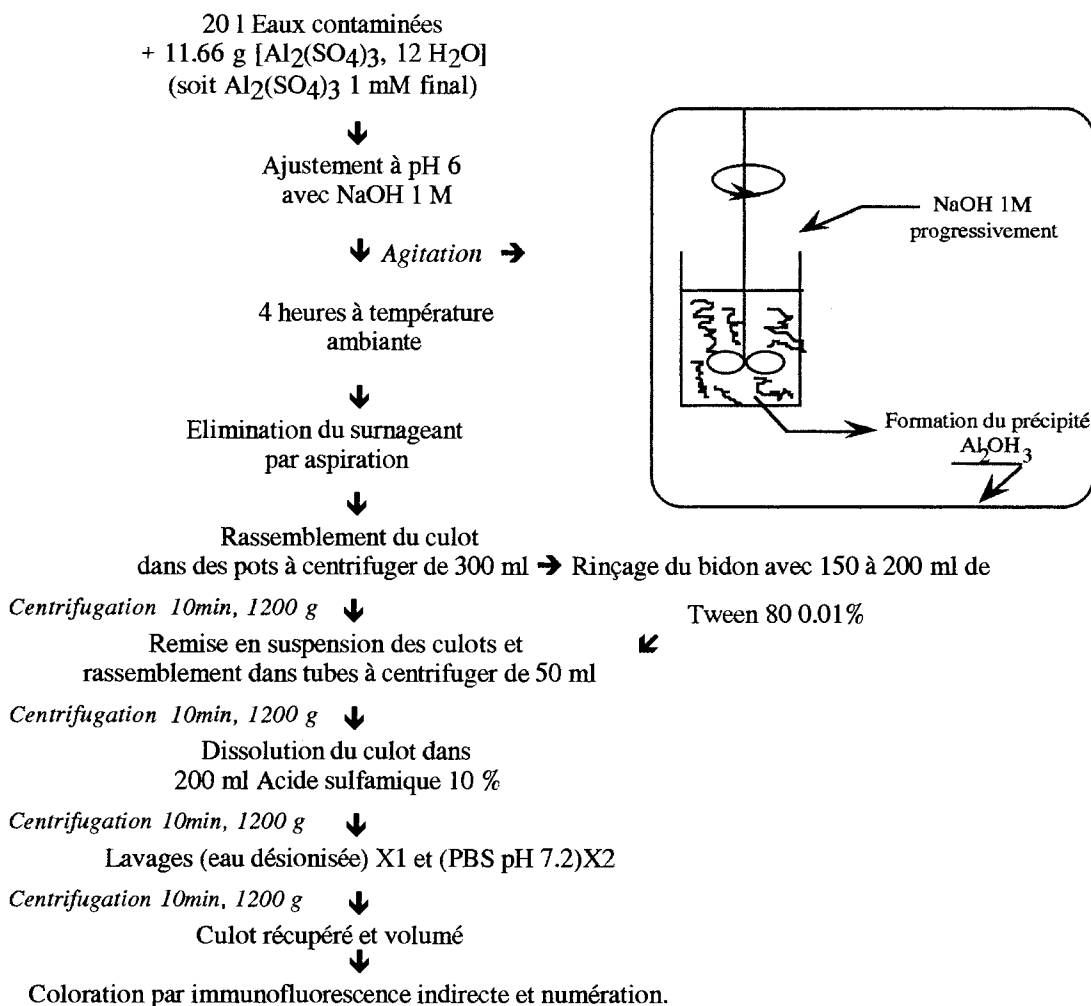 20 l Eaux contaminées
+ 11.66 g [Al2(SO4)3, 12 H2O]
(soit Al2(SO4)3 1 mM final)
Ajustement à pH 6
avec NaOH 1 M
Agitation
NaOH 1M
progressivement
4 heures à température
ambiante
Formation du précipité
Al2OH3
Elimination du surnageant
par aspiration
Rassemblement du culot
dans des pots à centrifuger de 300 ml → Rinçage du bidon avec 150 à 200 ml de
Tween 80 0.01%
Centrifugation 10min, 1200 g
Remise en suspension des culots et
rassemblement dans tubes à centrifuger de 50 ml
Centrifugation 10min, 1200 g
Dissolution du culot dans
200 ml Acide sulfamique 10 %
Centrifugation 10min, 1200 g
Lavages (eau désionisée) X1 et (PBS pH 7.2)X2
Centrifugation 10min, 1200 g
Culot récupéré et volumé
Coloration par immunofluorescence indirecte et numération.